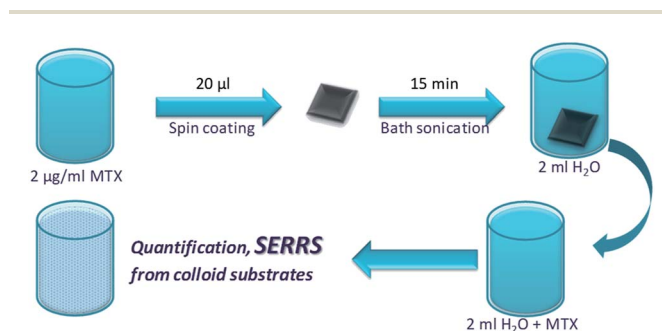 20 µl
15 min
Spin coating
Bath sonication
2 µg/ml MTX
2 ml H₂O
Quantification, SERRS
from colloid substrates
2 ml H₂O + MTX